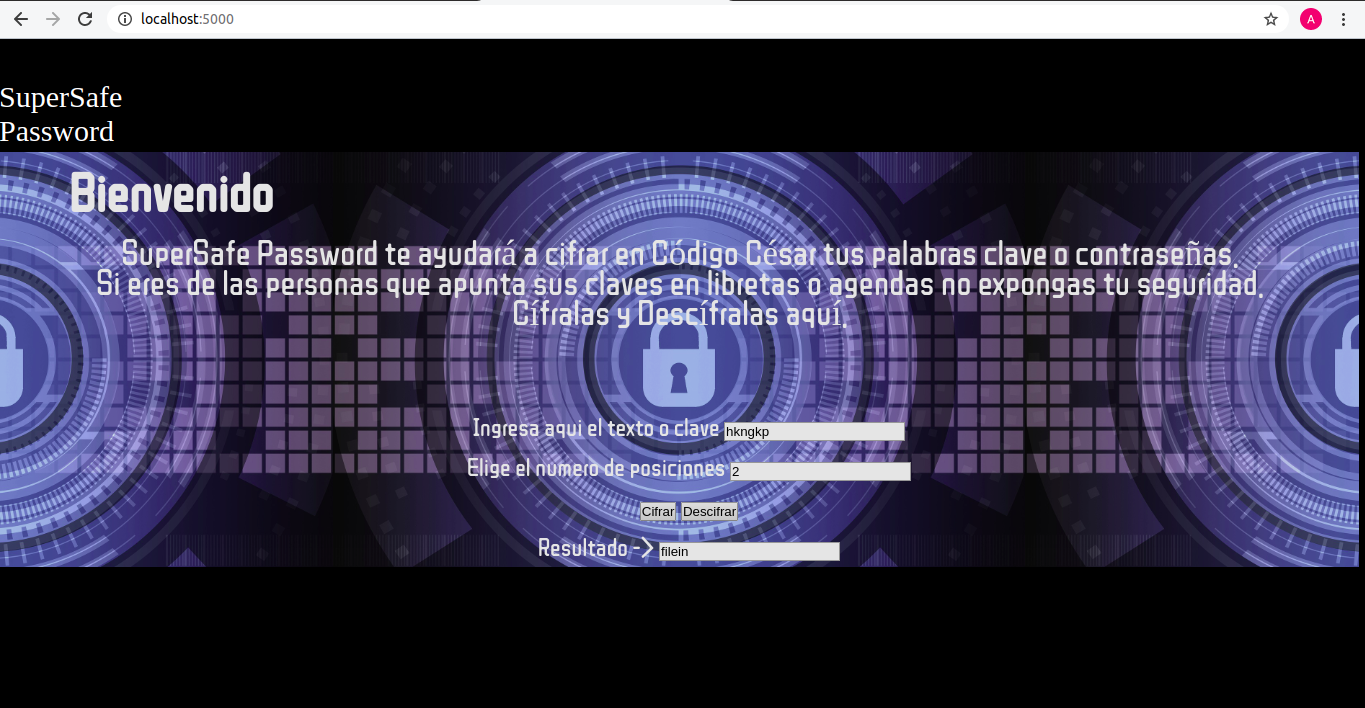 localhost:5000
A
SuperSafe
Password
Bienvenido
SuperSafe Password te ayudará a cifrar en Código César tus palabras clave o contraseñas.
Si eres de las personas que apunta sus claves en libretas o agendas no expongas tu seguridad.
Cífralas y Descífralas aquí.
Ingresa aqui el texto o clave hkngkp
Elige el numero de posiciones 2
Cifrar Descifrar
Resultado -> filein